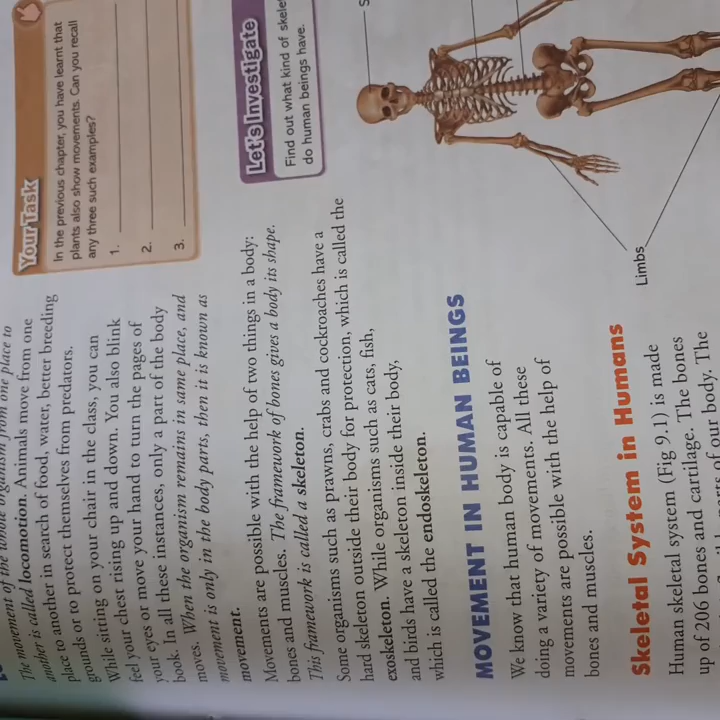 The movement of the whole organism from one place to
another is called locomotion. Animals move from one
place to another in search of food, water, better breeding
grounds or to protect themselves from predators.
While sitting on your chair in the class, you can
feel your chest rising up and down. You also blink
your eyes or move your hand to turn the pages of
book. In all these instances, only a part of the body
moves. When the organism remains in same place, and
movement is only in the body parts, then it is known as
movement.
Movements are possible with the help of two things in a body:
bones and muscles. The framework of bones gives a body its shape.
This framework is called a skeleton.
Some organisms such as prawns, crabs and cockroaches have a
hard skeleton outside their body for protection, which is called the
exoskeleton. While organisms such as cats, fish,
and birds have a skeleton inside their body,
which is called the endoskeleton.
MOVEMENT IN HUMAN BEINGS
We know that human body is capable of
doing a variety of movements. All these
movements are possible with the help of
bones and muscles.
Skeletal System in Humans
Human skeletal system (Fig 9.1) is made
up of 206 bones and cartilage. The bones
parts of our body. The
Your Task
In the previous chapter, you have learnt that
plants also show movements. Can you recall
any three such examples?
1.
2.
3.
Let's Investigate
Find out what kind of
do human beings have.
Limbs